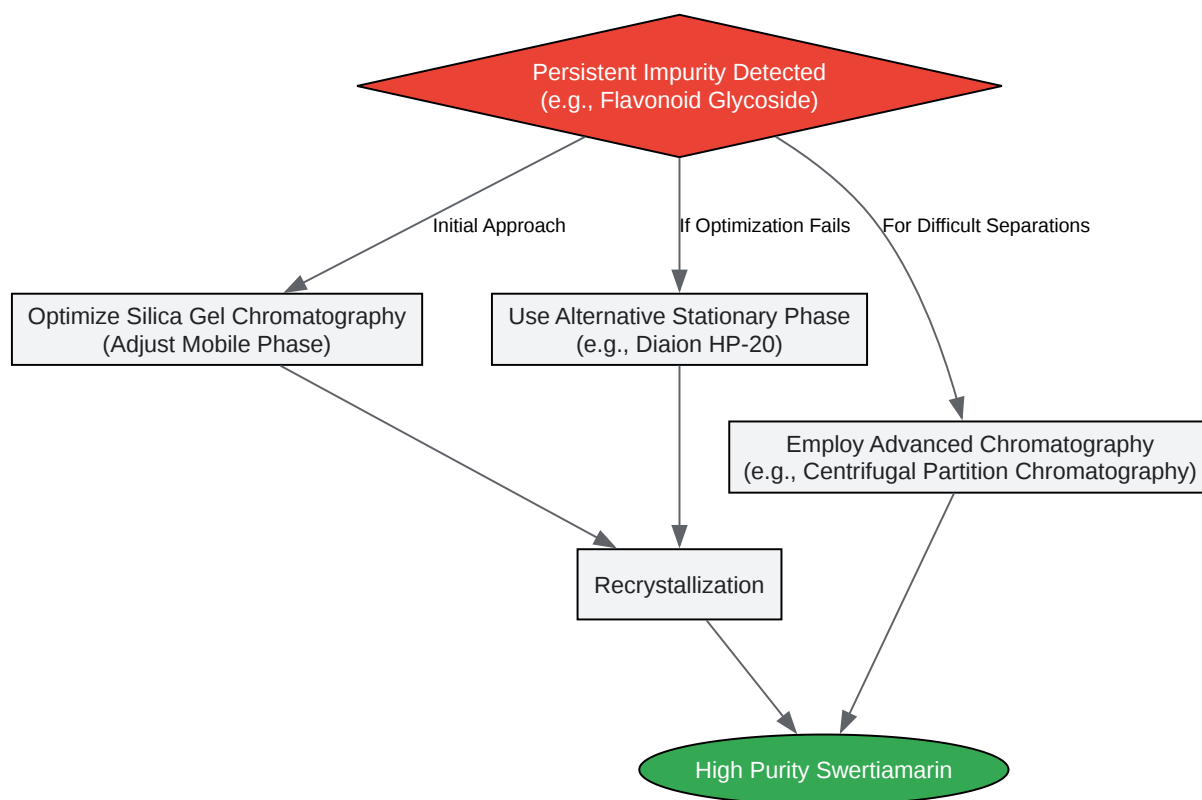 Persistent Impurity Detected
(e.g., Flavonoid Glycoside)
Initial Approach
If Optimization Fails
For Difficult Separations
Optimize Silica Gel Chromatography
(Adjust Mobile Phase)
Use Alternative Stationary Phase
(e.g., Diaion HP-20)
Employ Advanced Chromatography
(e.g., Centrifugal Partition Chromatography)
Recrystallization
High Purity Swertiamarin